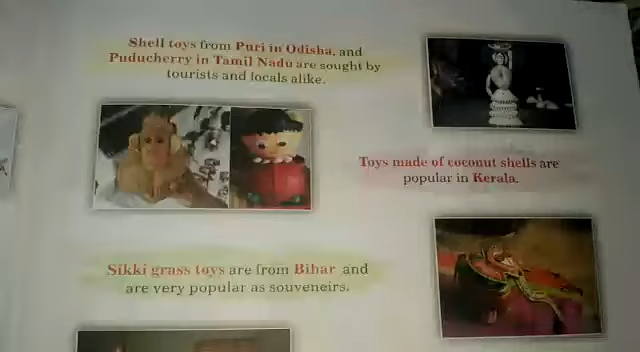 Shell toys from Puri in Odisha, and
Puducherry in Tamil Nadu are sought by
tourists and locals alike.
Toys made of coconut shells are
popular in Kerala.
Sikki grass toys are from Bihar and
are very popular as souveneirs.